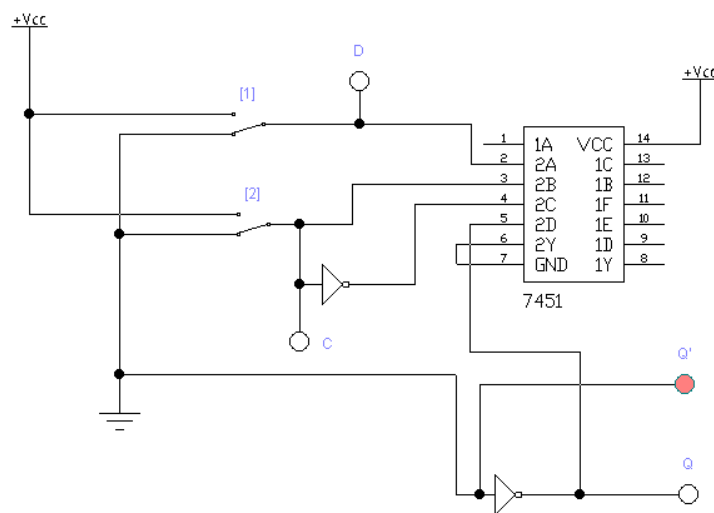 +Vcc
D
[1]
+Vcc
1 1A VCC 14
2 2A 1C 13
3 2B 1B 12
4 2C 1F 11
5 2D 1E 10
6 2Y 1D 9
7 GND 1Y 8
7451
[2]
C
Q'
Q